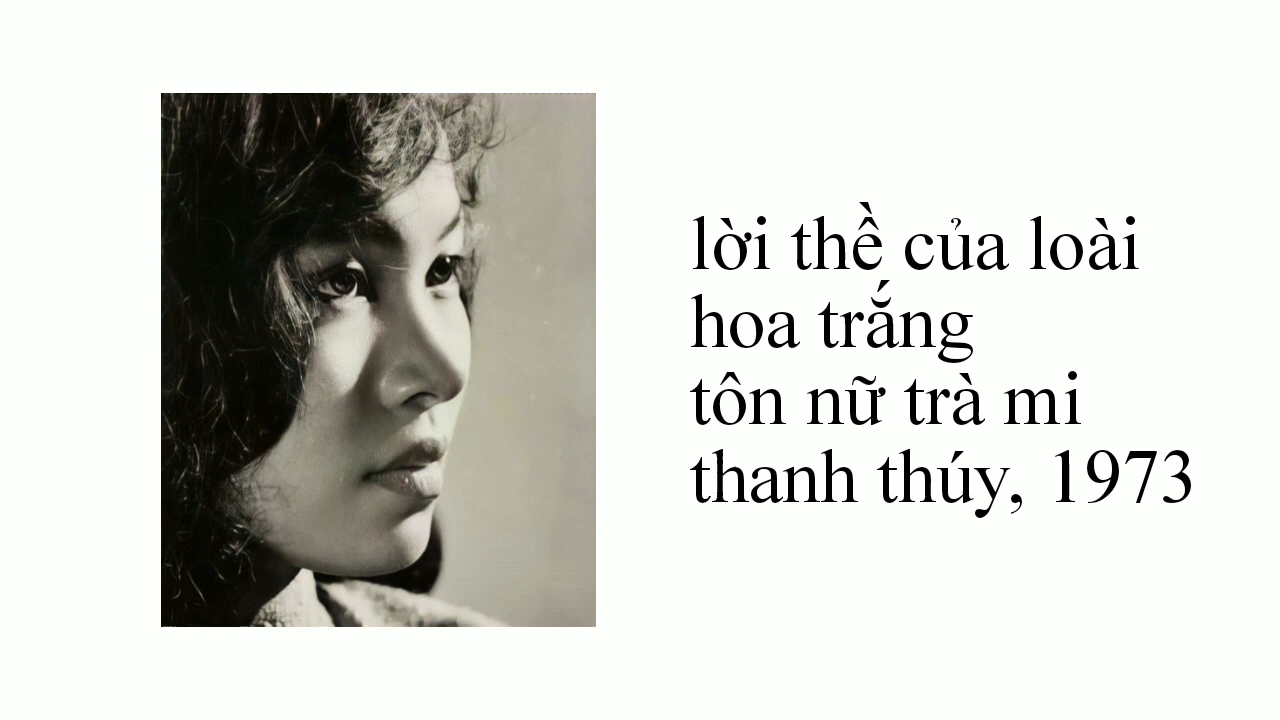 lời thề của loài
hoa trắng
tôn nữ trà mi
thanh thúy, 1973